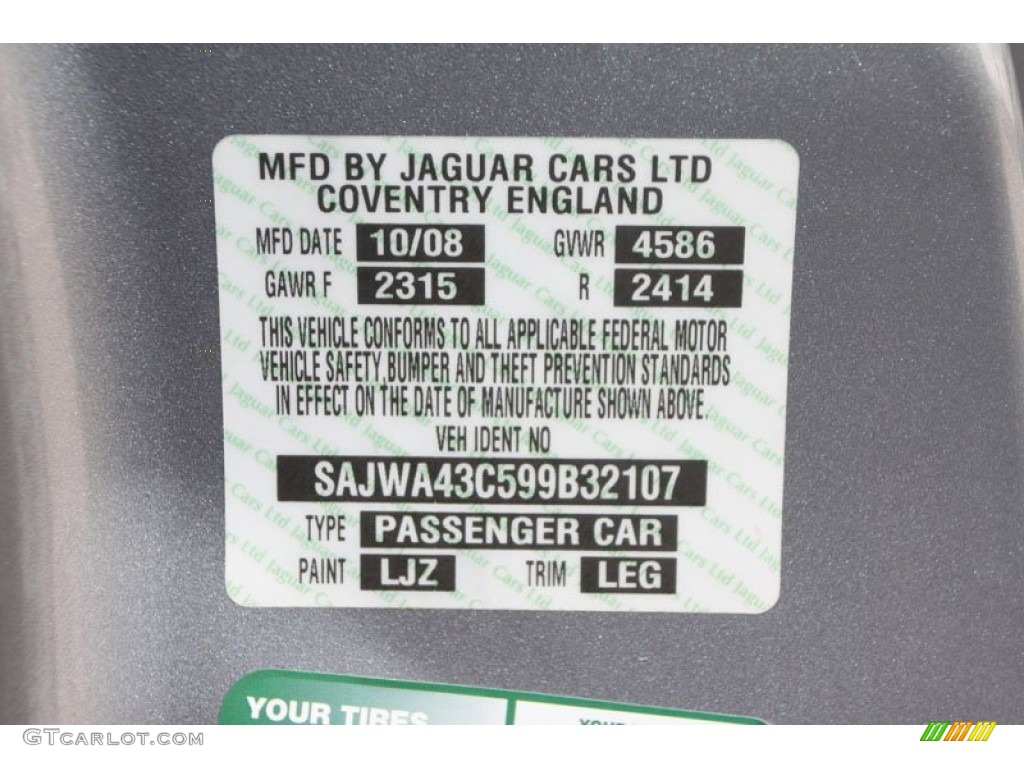 MFD BY JAGUAR CARS LTD
COVENTRY ENGLAND
MFD DATE 10/08 GVWR 4586
GAWR F 2315 R 2414
THIS VEHICLE CONFORMS TO ALL APPLICABLE FEDERAL MOTOR
VEHICLE SAFETY, BUMPER AND THEFT PREVENTION STANDARDS
IN EFFECT ON THE DATE OF MANUFACTURE SHOWN ABOVE.
VEH IDENT NO
SAJWA43C599B32107
TYPE PASSENGER CAR
PAINT LJZ TRIM LEG
YOUR TIRES
GTCarLot.com